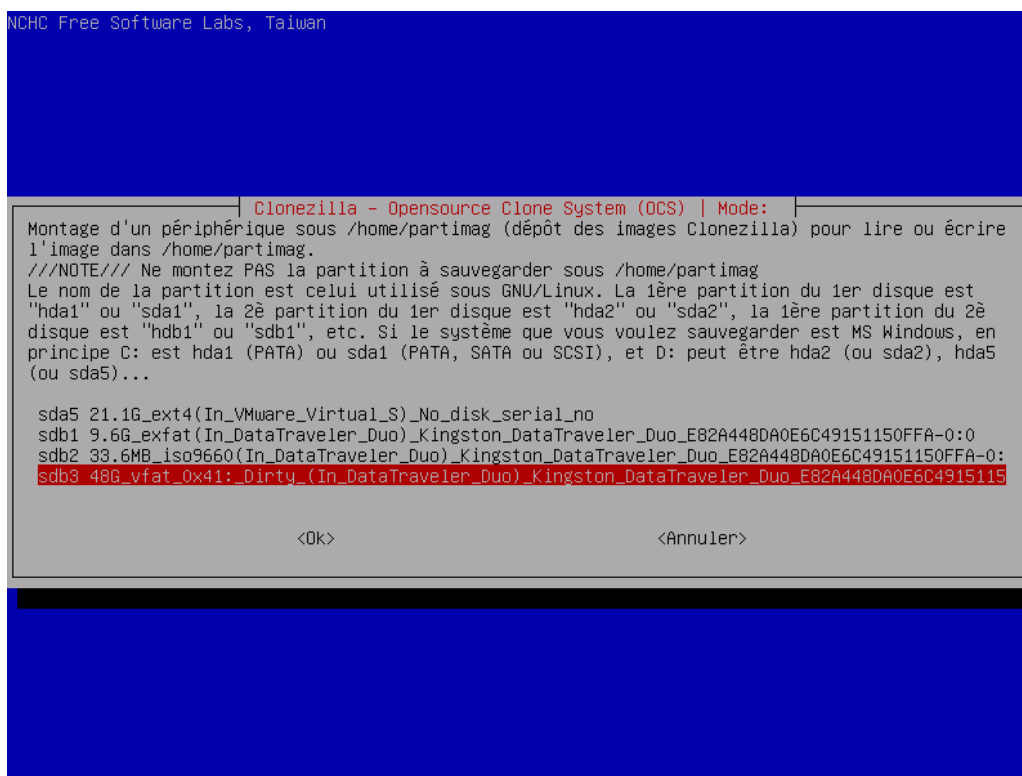 NCHC Free Software Labs, Taiwan
Clonezilla - Opensource Clone System (OCS) | Mode:
Montage d'un périphérique sous /home/partimag (dépôt des images Clonezilla) pour lire ou écrire
l'image dans /home/partimag.
///NOTE/// Ne montez PAS la partition à sauvegarder sous /home/partimag
Le nom de la partition est celui utilisé sous GNU/Linux. La 1ère partition du 1er disque est
"hda1" ou "sda1", la 2è partition du 1er disque est "hda2" ou "sda2", la 1ère partition du 2è
disque est "hdb1" ou "sdb1", etc. Si le système que vous voulez sauvegarder est MS Windows, en
principe C: est hda1 (PATA) ou sda1 (PATA, SATA ou SCSI), et D: peut être hda2 (ou sda2), hda5
(ou sda5)...
sda5 21.1G_ext4(In_VMware_Virtual_S)_No_disk_serial_no
sdb1 9.6G_exfat(In_DataTraveler_Duo)_Kingston_DataTraveler_Duo_E82A448DA0E6C49151150FFA-0:0
sdb2 33.6MB_iso9660(In_DataTraveler_Duo)_Kingston_DataTraveler_Duo_E82A448DA0E6C49151150FFA-0:
sdb3 48G_vfat_0x41:_Dirty_(In_DataTraveler_Duo)_Kingston_DataTraveler_Duo_E82A448DA0E6C4915115
<Ok> <Annuler>